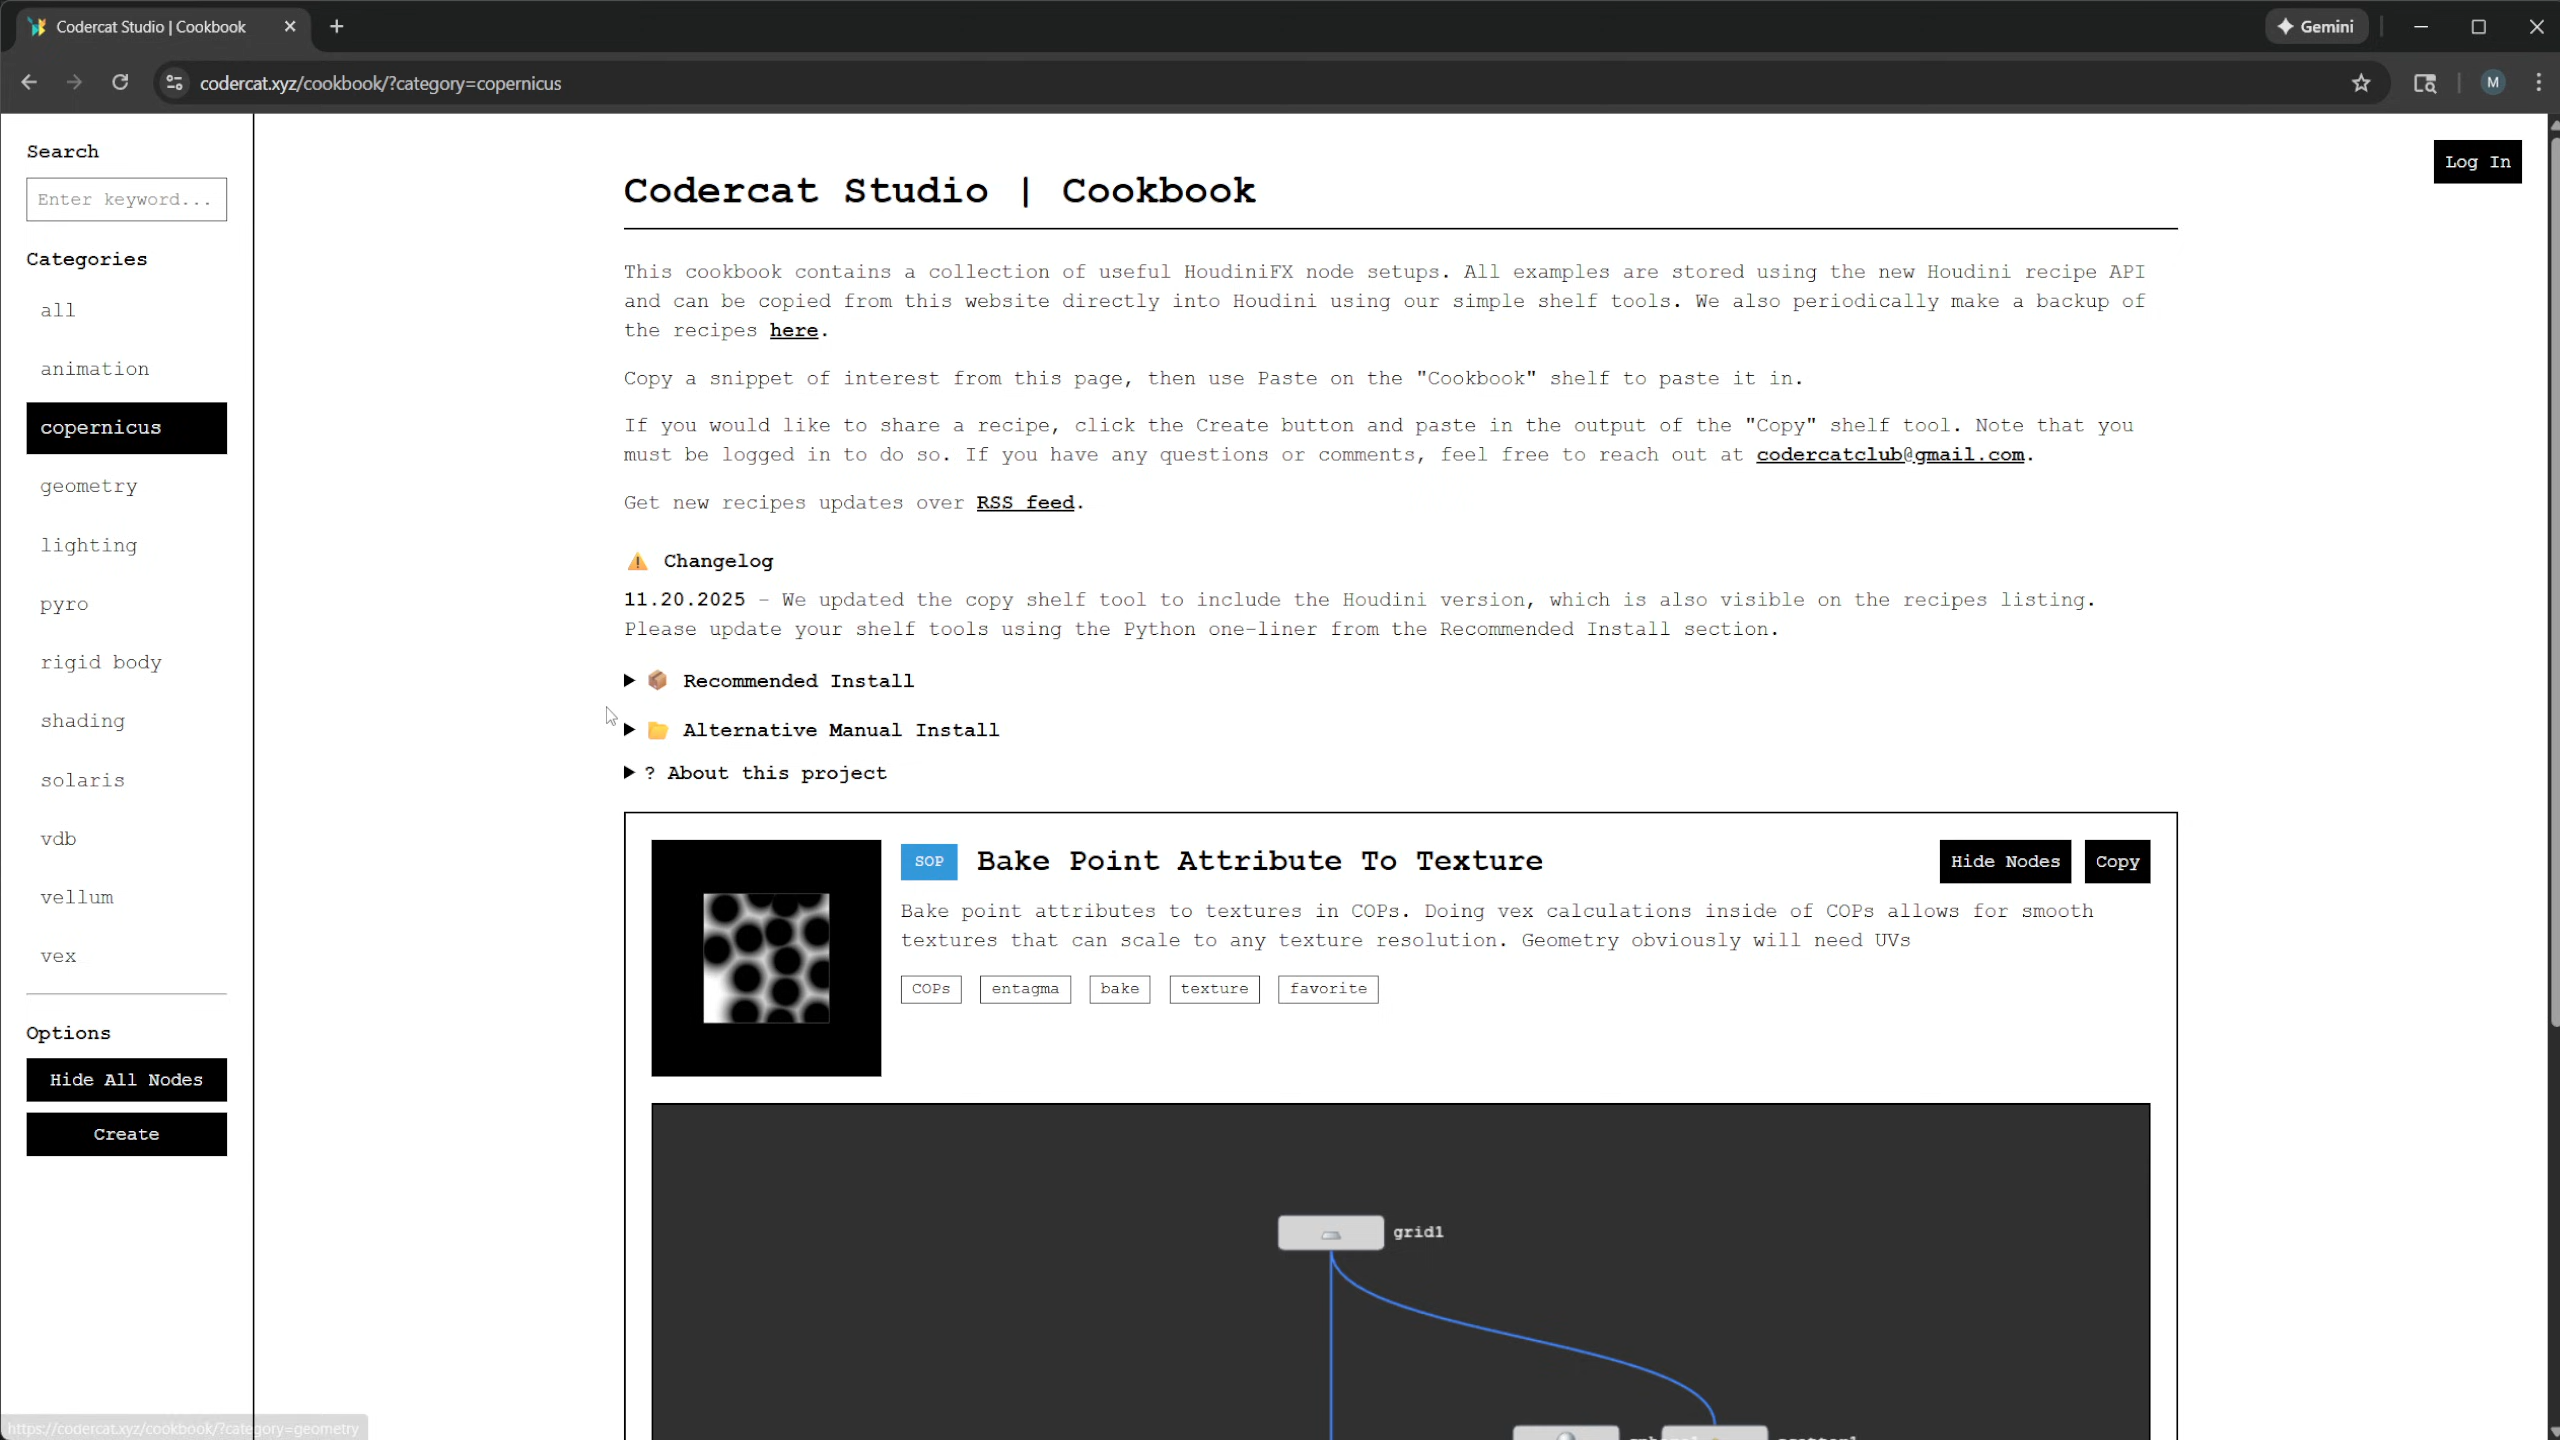 Codercat Studio | Cookbook
Gemini
codercat.xyz/cookbook/?category=copernicus
M
Search
Enter keyword...
Categories
all
animation
copernicus
geometry
lighting
pyro
rigid body
shading
solaris
vdb
vellum
vex
Options
Hide All Nodes
Create
Log In
Codercat Studio | Cookbook
This cookbook contains a collection of useful HoudiniFX node setups. All examples are stored using the new Houdini recipe API
and can be copied from this website directly into Houdini using our simple shelf tools. We also periodically make a backup of
the recipes here.
Copy a snippet of interest from this page, then use Paste on the "Cookbook" shelf to paste it in.
If you would like to share a recipe, click the Create button and paste in the output of the "Copy" shelf tool. Note that you
must be logged in to do so. If you have any questions or comments, feel free to reach out at codercatclub@gmail.com.
Get new recipes updates over RSS feed.
⚠️ Changelog
11.20.2025 - We updated the copy shelf tool to include the Houdini version, which is also visible on the recipes listing.
Please update your shelf tools using the Python one-liner from the Recommended Install section.
▶ 📦 Recommended Install
▶ 📁 Alternative Manual Install
▶ ? About this project
SOP Bake Point Attribute To Texture
Hide Nodes
Copy
Bake point attributes to textures in COPs. Doing vex calculations inside of COPs allows for smooth
textures that can scale to any texture resolution. Geometry obviously will need UVs
COPs entagma bake texture favorite
grid1
https://codercat.xyz/cookbook/?category=geometry